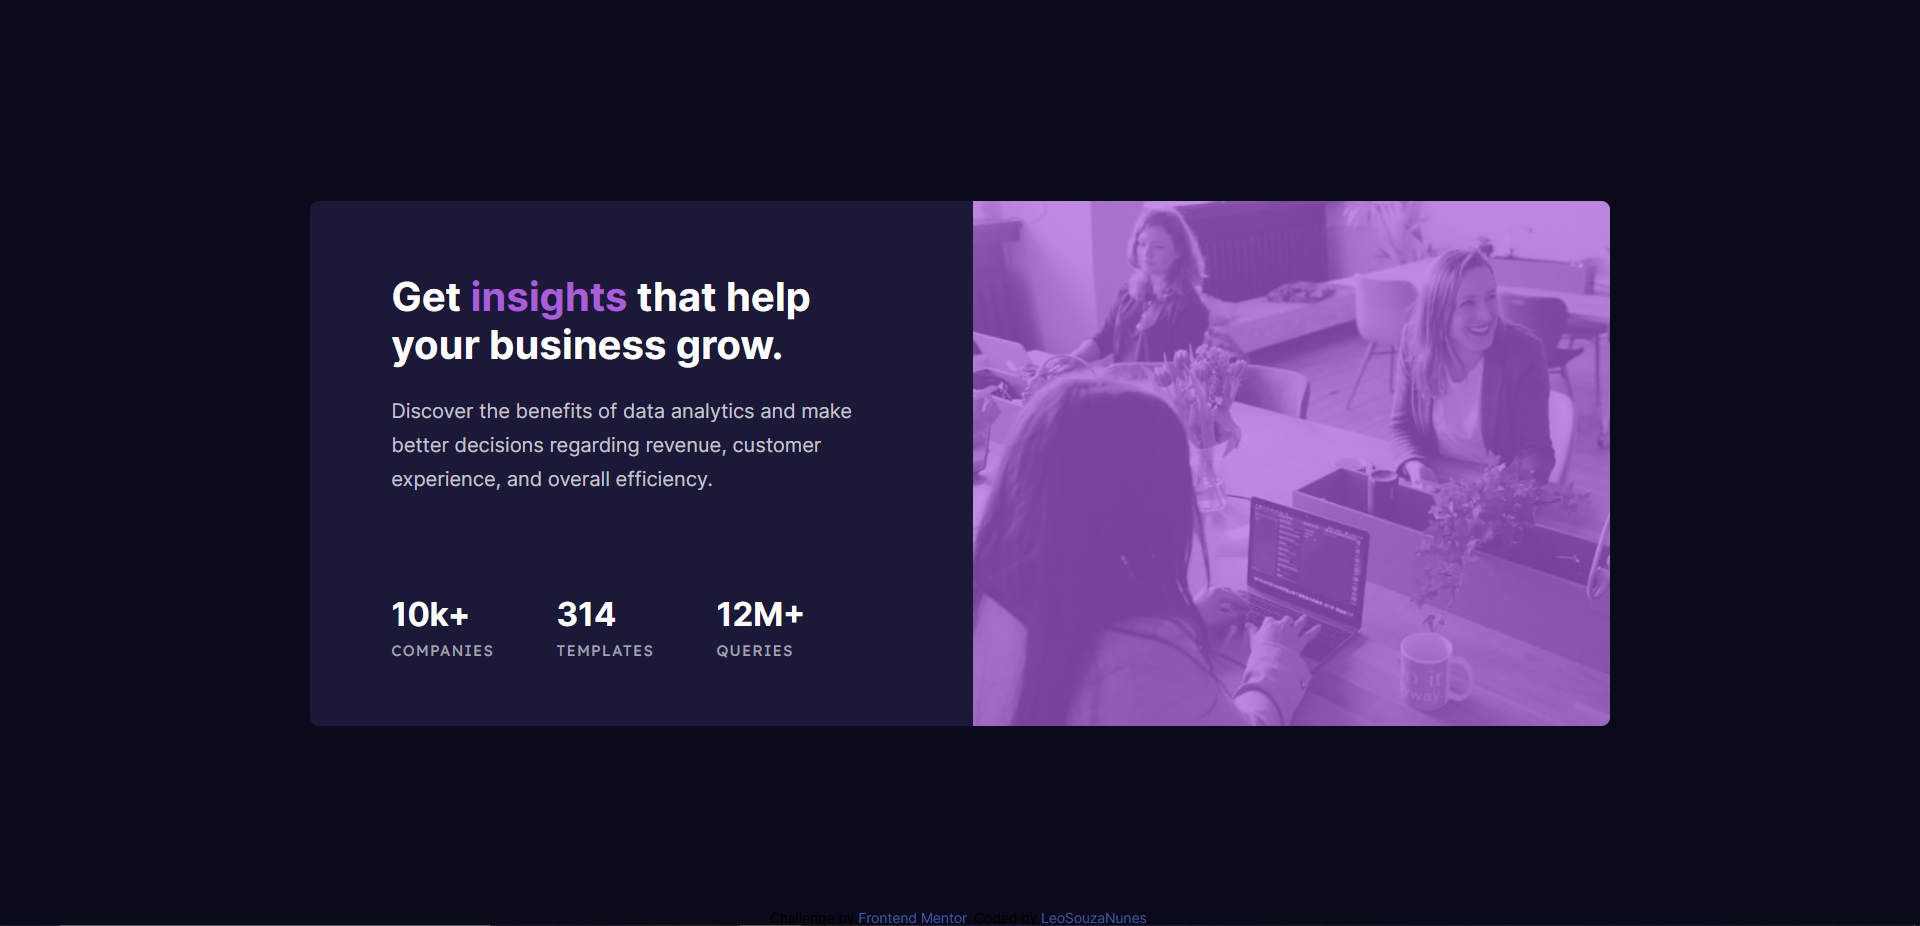 Get insights that help
your business grow.
Discover the benefits of data analytics and make
better decisions regarding revenue, customer
experience, and overall efficiency.
10k+ 314 12M+
COMPANIES TEMPLATES QUERIES
Challenge by Frontend Mentor. Coded by LeoSouzaNunes